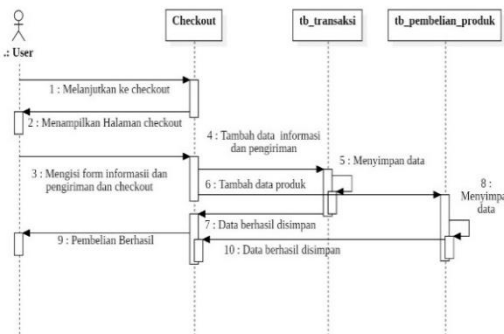 Checkout
tb_transaksi
tb_pembelian_produk
.: User
1 : Melanjutkan ke checkout
2 : Menampilkan Halaman checkout
4 : Tambah data informasi
dan pengiriman
5 : Menyimpan data
3 : Mengisi form informasii dan
pengiriman dan checkout
6 : Tambah data produk
8 :
Menyimpa
data
7 : Data berhasil disimpan
9 : Pembelian Berhasil
10 : Data berhasil disimpan